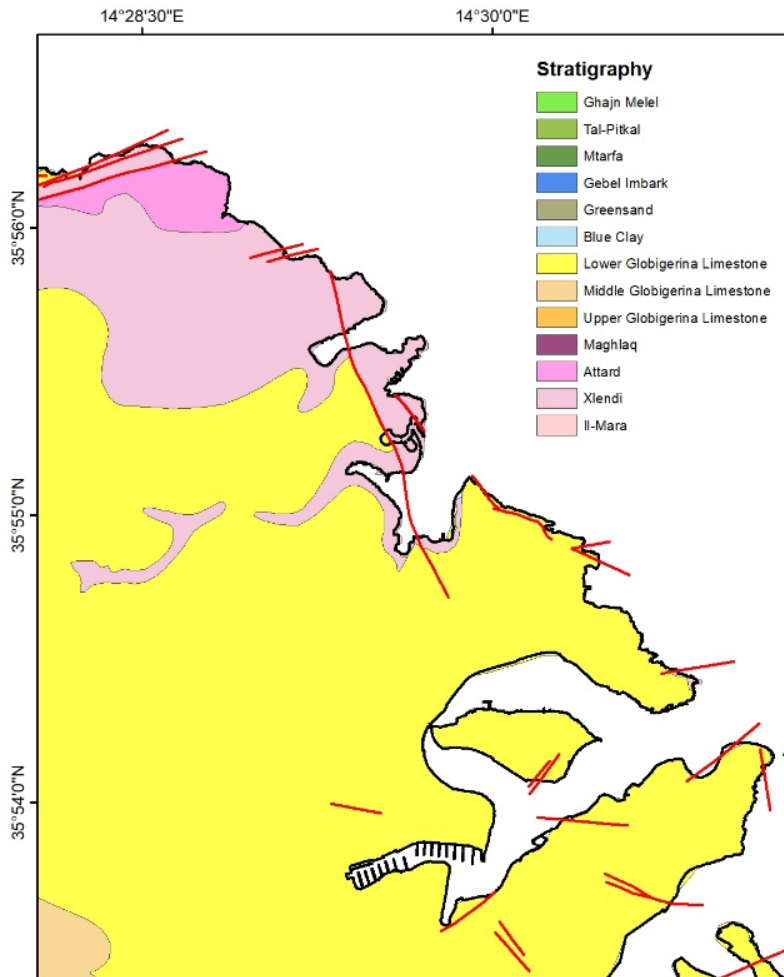 14°28'30"E
14°30'0"E
35°56'0"N
35°55'0"N
35°54'0"N
Stratigraphy
Ghajn Melel
Tal-Pitkal
Mtarfa
Gebel Imbark
Greensand
Blue Clay
Lower Globigerina Limestone
Middle Globigerina Limestone
Upper Globigerina Limestone
Maghlaq
Attard
Xlendi
Il-Mara